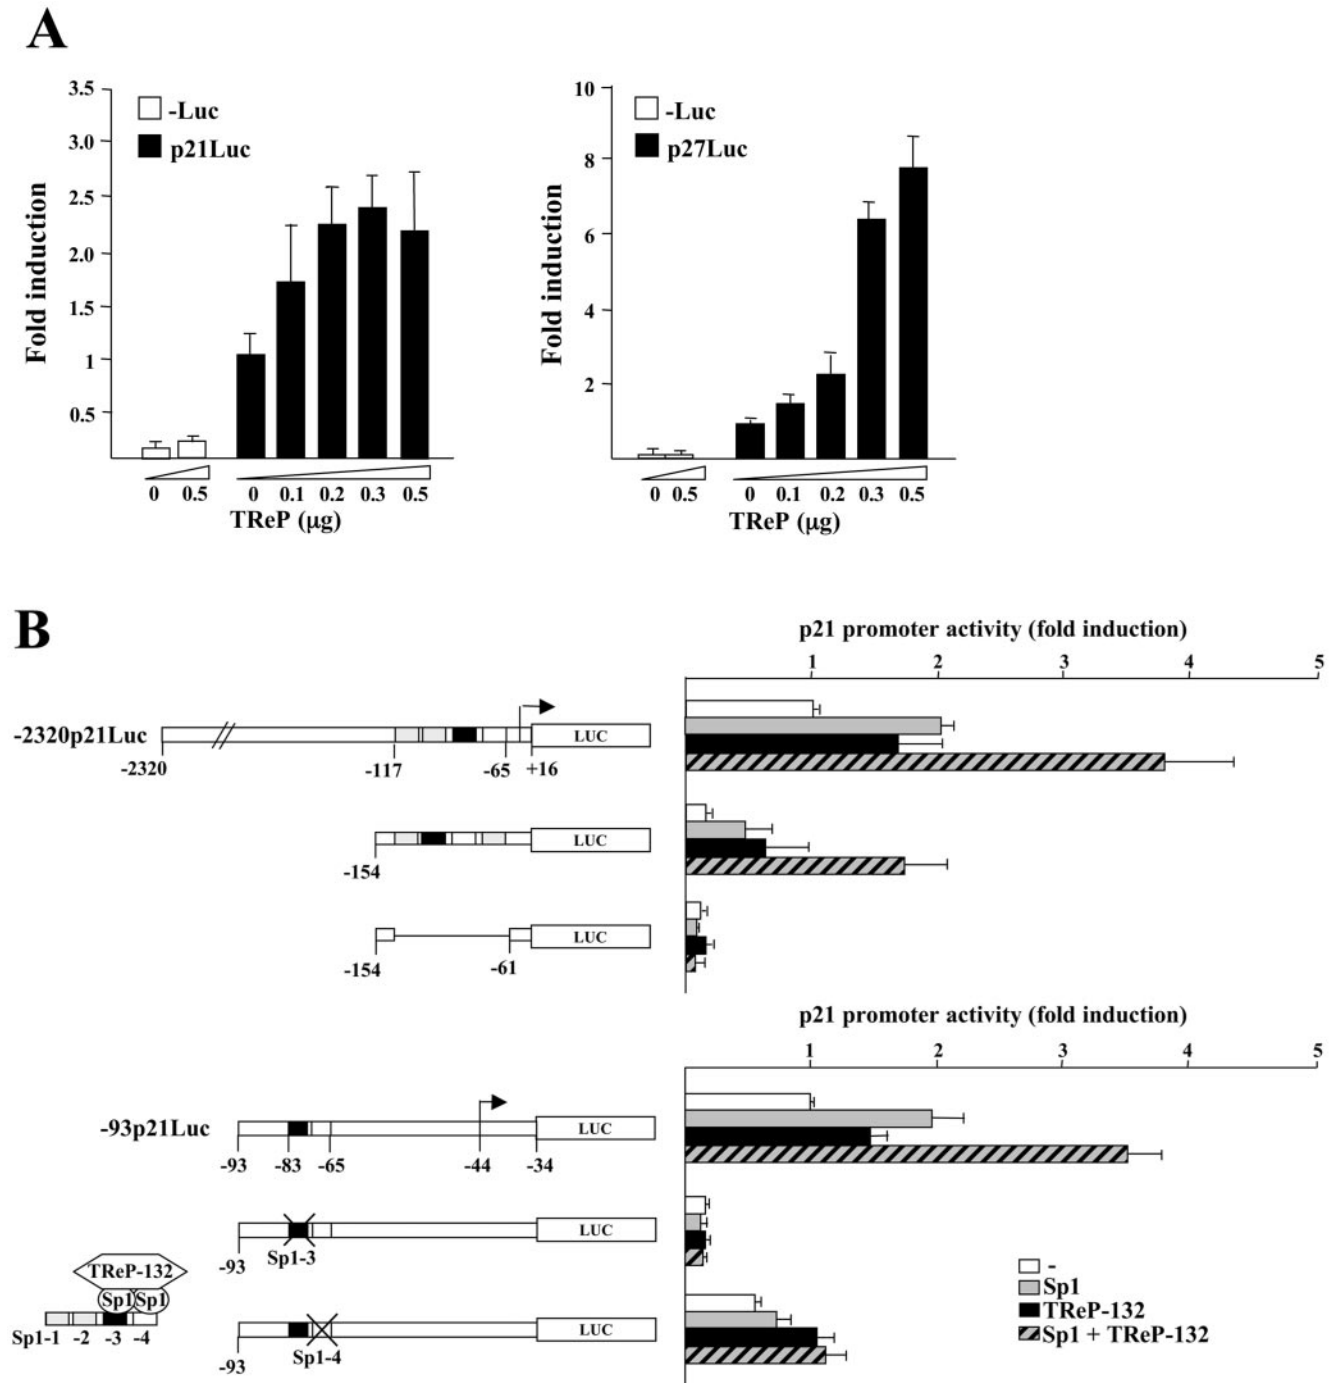 A
3.5
3.0
2.5
2.0
1.5
1
0.5
Fold induction
-Luc
p21Luc
0 0.5 0 0.1 0.2 0.3 0.5
TReP (µg)
10
8
6
4
2
Fold induction
-Luc
p27Luc
0 0.5 0 0.1 0.2 0.3 0.5
TReP (µg)
B
p21 promoter activity (fold induction)
1 2 3 4 5
-2320p21Luc
LUC
-2320 -117 -65 +16
LUC
-154
LUC
-154 -61
p21 promoter activity (fold induction)
1 2 3 4 5
-93p21Luc
LUC
-93 -83 -65 -44 -34
LUC
-93 Sp1-3
TReP-132
Sp1 Sp1
Sp1-1 -2 -3 -4
LUC
-93 Sp1-4
-
Sp1
TReP-132
Sp1 + TReP-132